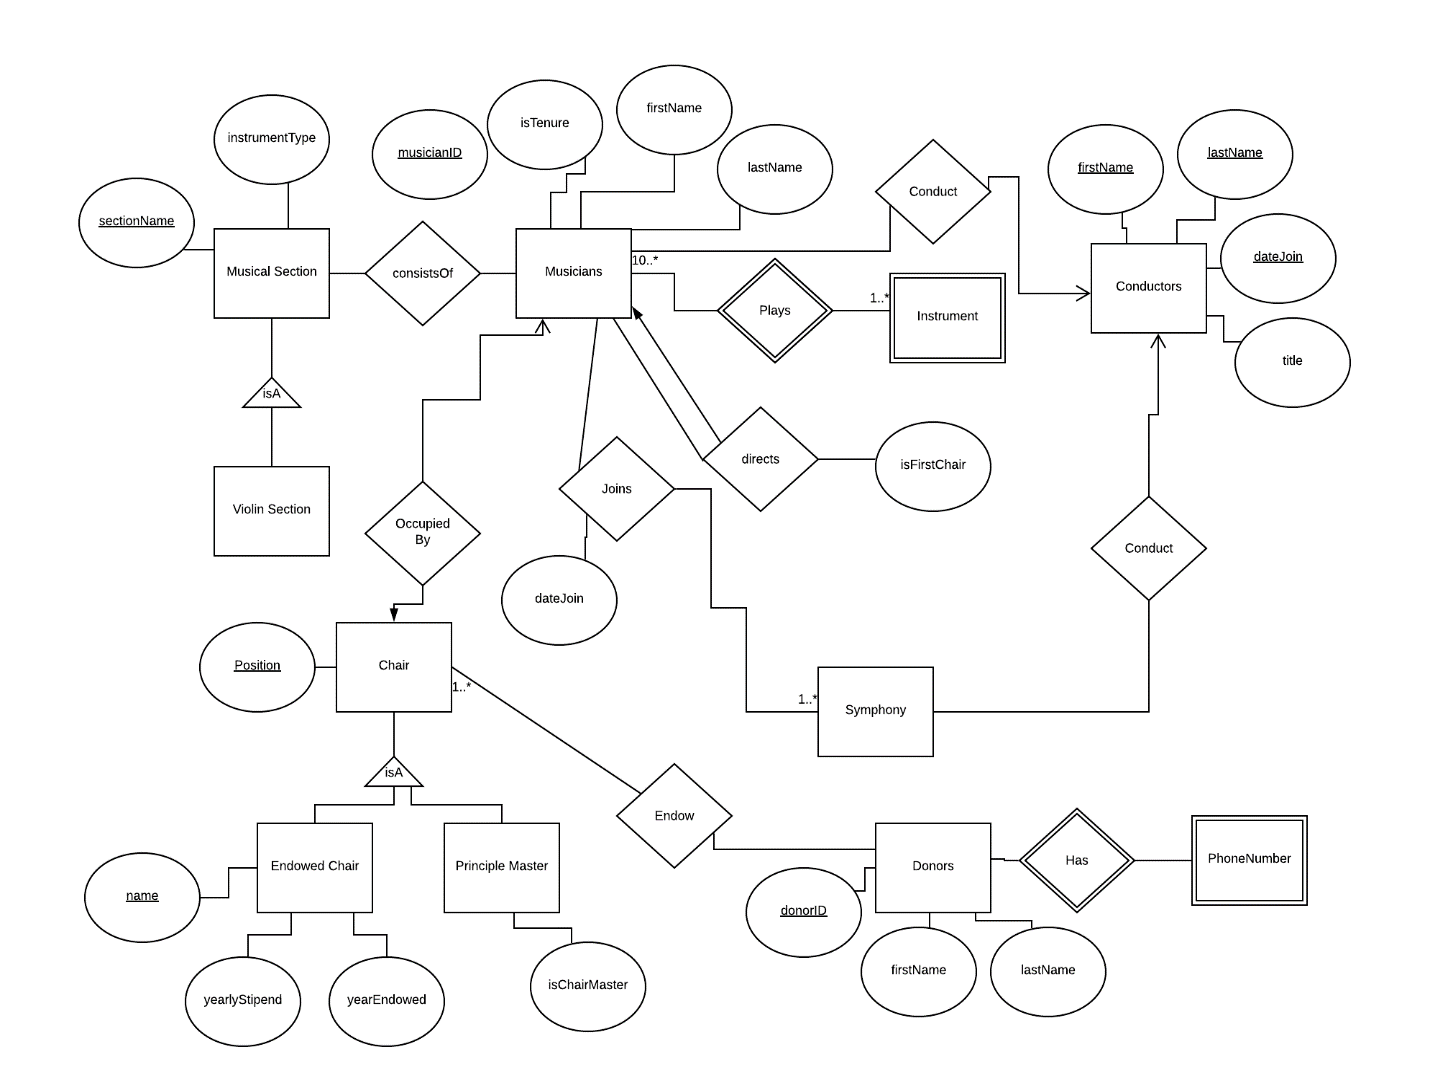 firstName
isTenure
instrumentType
musicianID
lastName
firstName
lastName
sectionName
Conduct
dateJoin
Musical Section
consistsOf
Musicians
10..*
Plays
1..*
Instrument
Conductors
title
isA
directs
isFirstChair
Joins
Violin Section
Occupied
By
Conduct
dateJoin
Position
Chair
1..*
1..*
Symphony
isA
Endow
Endowed Chair
Principle Master
Donors
Has
PhoneNumber
name
donorID
firstName
lastName
yearlyStipend
yearEndowed
isChairMaster